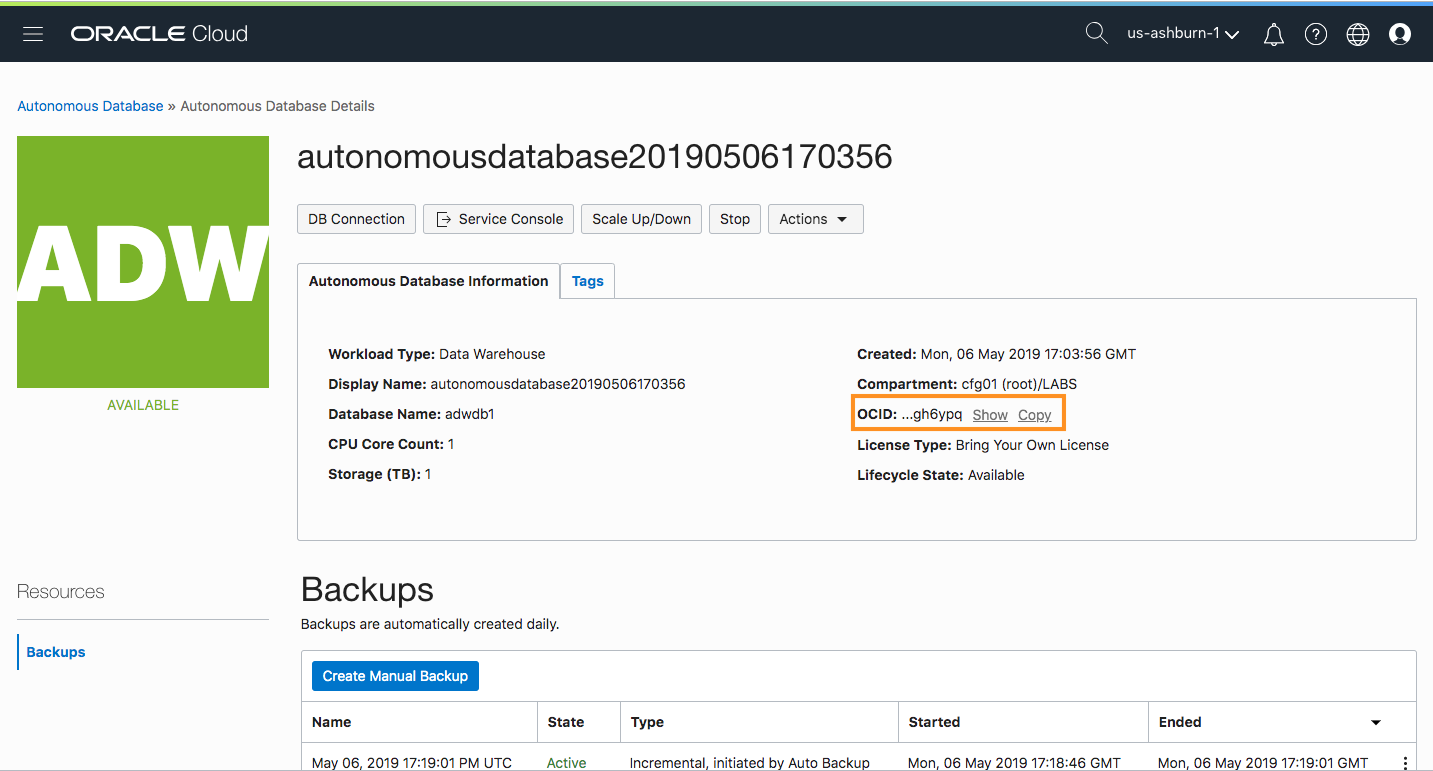 ORACLE Cloud
us-ashburn-1
Autonomous Database » Autonomous Database Details
ADW
AVAILABLE
autonomousdatabase20190506170356
DB Connection Service Console Scale Up/Down Stop Actions
Autonomous Database Information Tags
Workload Type: Data Warehouse
Display Name: autonomousdatabase20190506170356
Database Name: adwdb1
CPU Core Count: 1
Storage (TB): 1
Created: Mon, 06 May 2019 17:03:56 GMT
Compartment: cfg01 (root)/LABS
OCID: ...gh6ypq Show Copy
License Type: Bring Your Own License
Lifecycle State: Available
Resources
Backups
Backups
Backups are automatically created daily.
Create Manual Backup
Name State Type Started Ended
May 06, 2019 17:19:01 PM UTC Active Incremental, initiated by Auto Backup Mon, 06 May 2019 17:18:46 GMT Mon, 06 May 2019 17:19:01 GMT